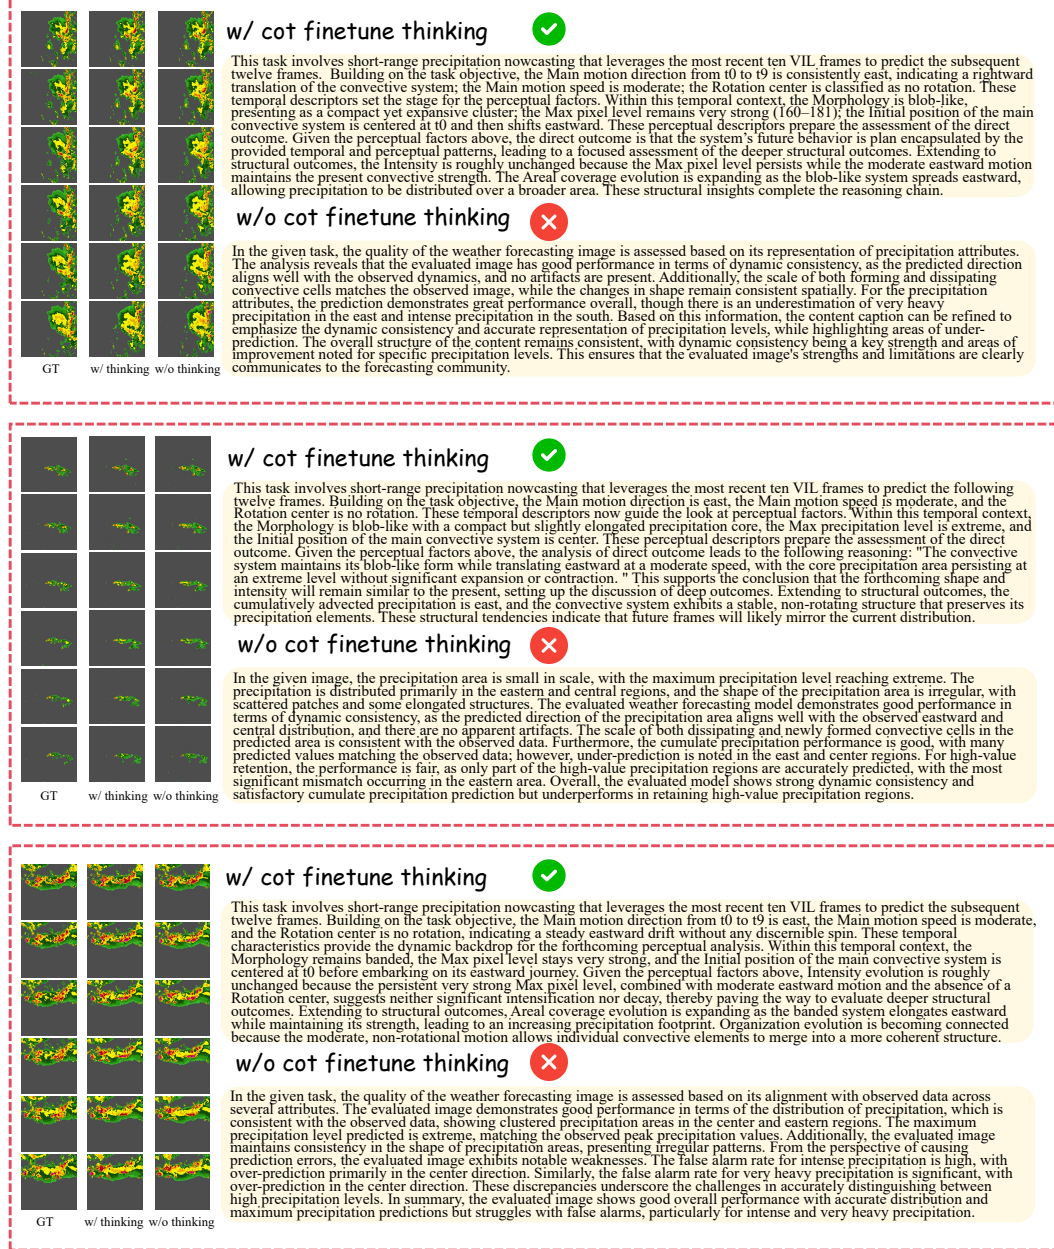 w/ cot finetune thinking
This task involves short-range precipitation nowcasting that leverages the most recent ten VIL frames to predict the subsequent
twelve frames.  Building on the task objective, the Main motion direction from t0 to t9 is consistently east, indicating a rightward
translation of the convective system; the Main motion speed is moderate; the Rotation center is classified as no rotation. These
temporal descriptors set the stage for the perceptual factors. Within this temporal context, the Morphology is blob-like,
presenting as a compact yet expansive cluster; the Max pixel level remains very strong (160–181); the Initial position of the main
convective system is centered at t0 and then shifts eastward. These perceptual descriptors prepare the assessment of the direct
outcome. Given the perceptual factors above, the direct outcome is that the system's future behavior is plan encapsulated by the
provided temporal and perceptual patterns, leading to a focused assessment of the deeper structural outcomes. Extending to
structural outcomes, the Intensity is roughly unchanged because the Max pixel level persists while the moderate eastward motion
maintains the present convective strength. The Areal coverage evolution is expanding as the blob-like system spreads eastward,
allowing precipitation to be distributed over a broader area. These structural insights complete the reasoning chain.
w/o cot finetune thinking
In the given task, the quality of the weather forecasting image is assessed based on its representation of precipitation attributes.
The analysis reveals that the evaluated image has good performance in terms of dynamic consistency, as the predicted direction
aligns well with the observed dynamics, and no artifacts are present. Additionally, the scale of both forming and dissipating
convective cells matches the observed image, while the changes in shape remain consistent spatially. For the precipitation
attributes, the prediction demonstrates great performance overall, though there is an underestimation of very heavy
precipitation in the east and intense precipitation in the south. Based on this information, the content caption can be refined to
emphasize the dynamic consistency and accurate representation of precipitation levels, while highlighting areas of under-
prediction. The overall structure of the content remains consistent, with dynamic consistency being a key strength and areas of
improvement noted for specific precipitation levels. This ensures that the evaluated image's strengths and limitations are clearly
communicates to the forecasting community.
GT w/ thinking w/o thinking
w/ cot finetune thinking
This task involves short-range precipitation nowcasting that leverages the most recent ten VIL frames to predict the following
twelve frames. Building on the task objective, the Main motion direction is east, the Main motion speed is moderate, and the
Rotation center is no rotation. These temporal descriptors now guide the look at perceptual factors. Within this temporal context,
the Morphology is blob-like with a compact but slightly elongated precipitation core, the Max precipitation level is extreme, and
the Initial position of the main convective system is center. These perceptual descriptors prepare the assessment of the direct
outcome. Given the perceptual factors above, the analysis of direct outcome leads to the following reasoning: "The convective
system maintains its blob-like form while translating eastward at a moderate speed, with the core precipitation area persisting at
an extreme level without significant expansion or contraction. " This supports the conclusion that the forthcoming shape and
intensity will remain similar to the present, setting up the discussion of deep outcomes. Extending to structural outcomes, the
cumulatively advected precipitation is east, and the convective system exhibits a stable, non-rotating structure that preserves its
precipitation elements. These structural tendencies indicate that future frames will likely mirror the current distribution.
w/o cot finetune thinking
In the given image, the precipitation area is small in scale, with the maximum precipitation level reaching extreme. The
precipitation is distributed primarily in the eastern and central regions, and the shape of the precipitation area is irregular, with
scattered patches and some elongated structures. The evaluated weather forecasting model demonstrates good performance in
terms of dynamic consistency, as the predicted direction of the precipitation area aligns well with the observed eastward and
central distribution, and there are no apparent artifacts. The scale of both dissipating and newly formed convective cells in the
predicted area is consistent with the observed data. Furthermore, the cumulate precipitation performance is good, with many
predicted values matching the observed data; however, under-prediction is noted in the east and center regions. For high-value
retention, the performance is fair, as only part of the high-value precipitation regions are accurately predicted, with the most
significant mismatch occurring in the eastern area. Overall, the evaluated model shows strong dynamic consistency and
satisfactory cumulate precipitation prediction but underperforms in retaining high-value precipitation regions.
GT w/ thinking w/o thinking
w/ cot finetune thinking
This task involves short-range precipitation nowcasting that leverages the most recent ten VIL frames to predict the subsequent
twelve frames. Building on the task objective, the Main motion direction from t0 to t9 is east, the Main motion speed is moderate,
and the Rotation center is no rotation, indicating a steady eastward drift without any discernible spin. These temporal
characteristics provide the dynamic backdrop for the forthcoming perceptual analysis. Within this temporal context, the
Morphology remains banded, the Max pixel level stays very strong, and the Initial position of the main convective system is
centered at t0 before embarking on its eastward journey. Given the perceptual factors above, Intensity evolution is roughly
unchanged because the persistent very strong Max pixel level, combined with moderate eastward motion and the absence of a
Rotation center, suggests neither significant intensification nor decay, thereby paving the way to evaluate deeper structural
outcomes. Extending to structural outcomes, Areal coverage evolution is expanding as the banded system elongates eastward
while maintaining its strength, leading to an increasing precipitation footprint. Organization evolution is becoming connected
because the moderate, non-rotational motion allows individual convective elements to merge into a more coherent structure.
w/o cot finetune thinking
In the given task, the quality of the weather forecasting image is assessed based on its alignment with observed data across
several attributes. The evaluated image demonstrates good performance in terms of the distribution of precipitation, which is
consistent with the observed data, showing clustered precipitation areas in the center and eastern regions. The maximum
precipitation level predicted is extreme, matching the observed peak precipitation values. Additionally, the evaluated image
maintains consistency in the shape of precipitation areas, presenting irregular patterns. From the perspective of causing
prediction errors, the evaluated image exhibits notable weaknesses. The false alarm rate for intense precipitation is high, with
over-prediction primarily in the center direction. Similarly, the false alarm rate for very heavy precipitation is significant, with
over-prediction in the center direction. These discrepancies underscore the challenges in accurately distinguishing between
high precipitation levels. In summary, the evaluated image shows good overall performance with accurate distribution and
maximum precipitation predictions but struggles with false alarms, particularly for intense and very heavy precipitation.
GT w/ thinking w/o thinking